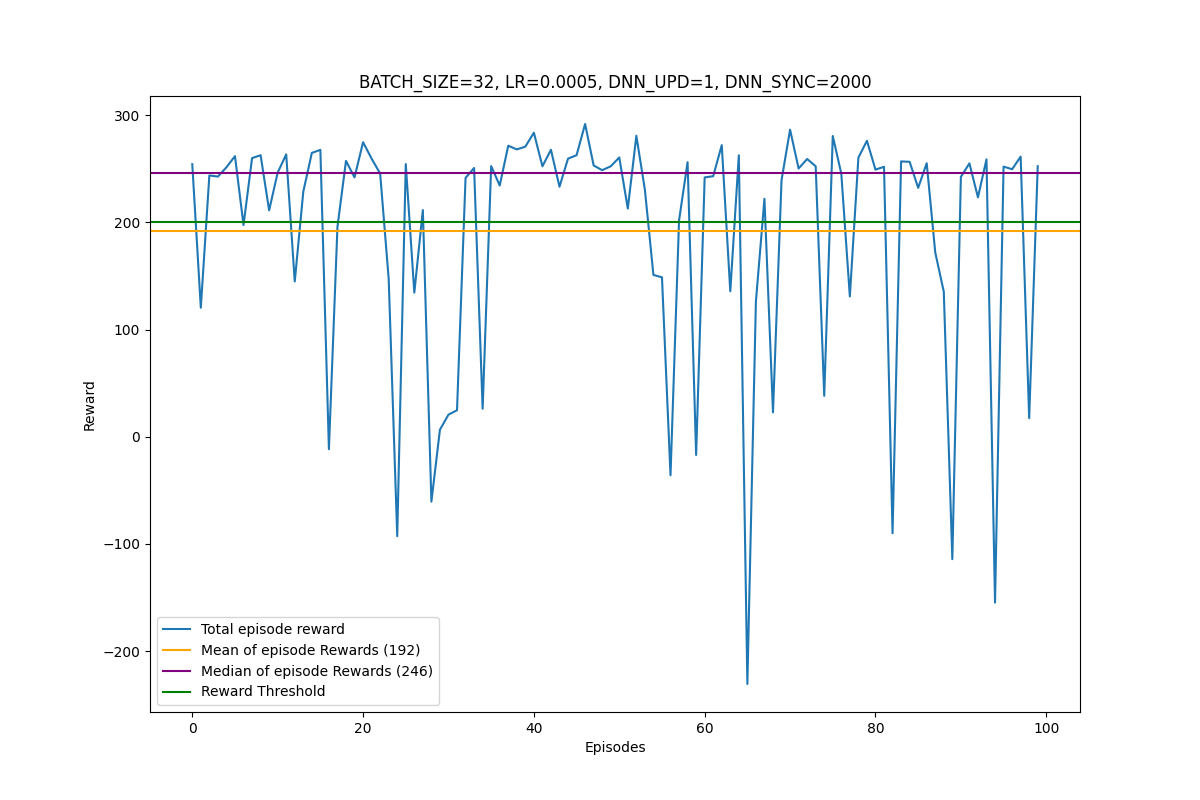 BATCH_SIZE=32, LR=0.0005, DNN_UPD=1, DNN_SYNC=2000
300
200
100
0
−100
−200
Reward
Total episode reward
Mean of episode Rewards (192)
Median of episode Rewards (246)
Reward Threshold
0 20 40 60 80 100
Episodes